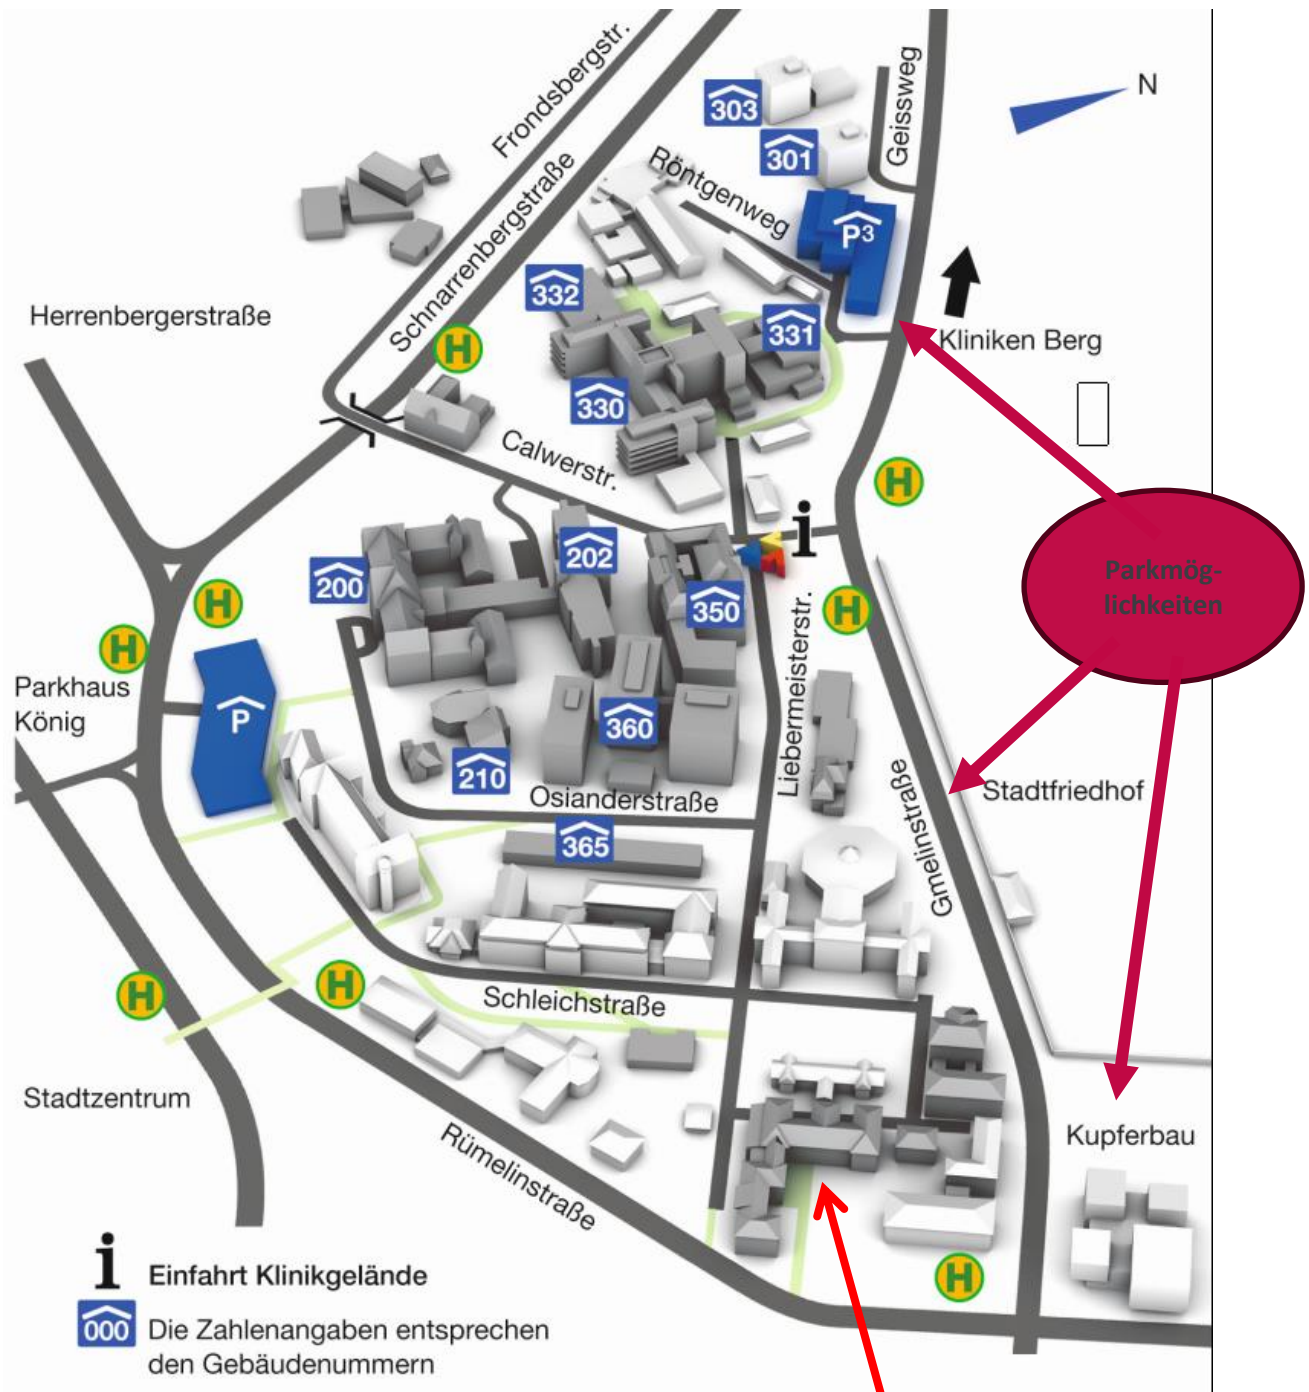 Frondsbergstr.
Schnarrenbergstraße
303
301
Geissweg
N
Röntgenweg
P3
Herrenbergerstraße
332
H
331
Kliniken Berg
330
Calwerstr.
H
i
Parkmög-
lichkeiten
200
202
350
H
H
H
Liebermeisterstr.
Parkhaus
König
P
360
210
Osianderstraße
Gmelinstraße
Stadtfriedhof
365
H
H
Schleichstraße
Stadtzentrum
Rümelinstraße
Kupferbau
H
i
Einfahrt Klinikgelände
000
Die Zahlenangaben entsprechen
den Gebäudenummern